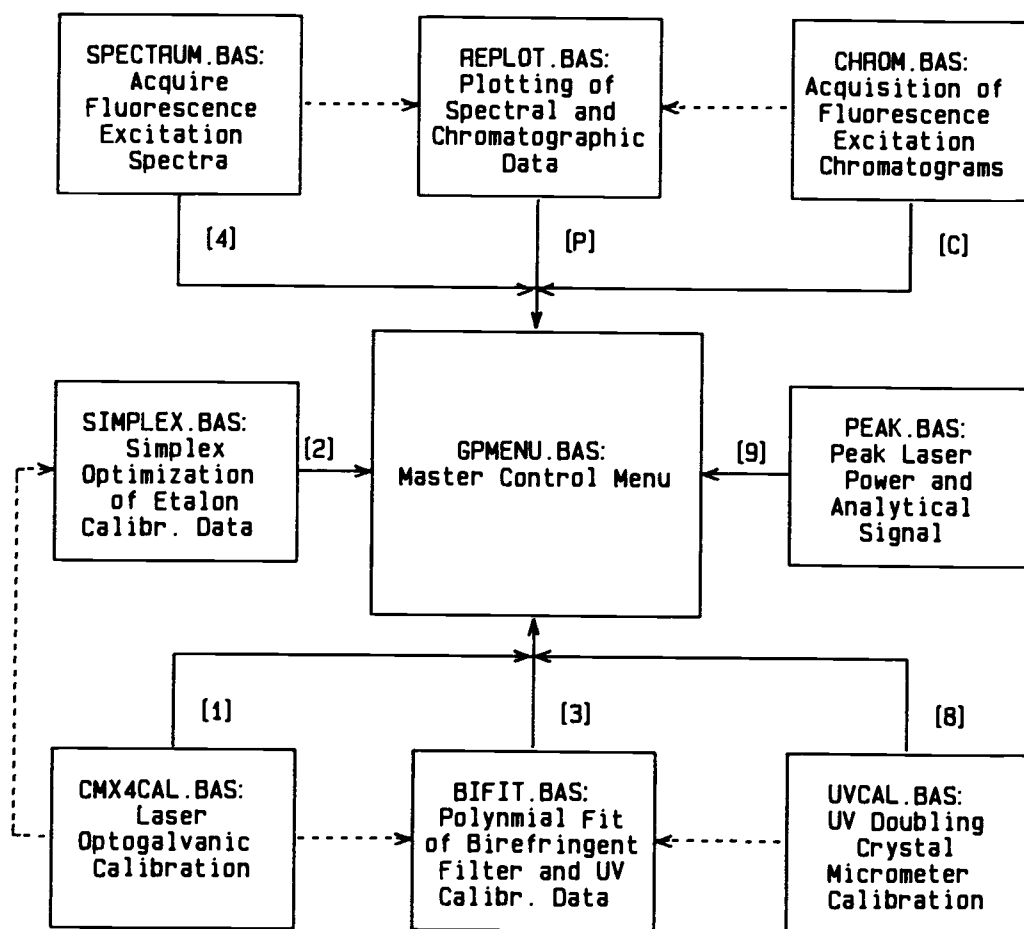 SPECTRUM.BAS:
Acquire
Fluorescence
Excitation
Spectra
REPLOT.BAS:
Plotting of
Spectral and
Chromatographic
Data
CHROM.BAS:
Acquisition of
Fluorescence
Excitation
Chromatograms
[4]
[P]
[C]
SIMPLEX.BAS:
Simplex
Optimization
of Etalon
Calibr. Data
[2]
GPMENU.BAS:
Master Control Menu
[9]
PEAK.BAS:
Peak Laser
Power and
Analytical
Signal
[1]
[3]
[8]
CMX4CAL.BAS:
Laser
Optogalvanic
Calibration
BIFIT.BAS:
Polynmial Fit
of Birefringent
Filter and UV
Calibr. Data
UVCAL.BAS:
UV Doubling
Crystal
Micrometer
Calibration